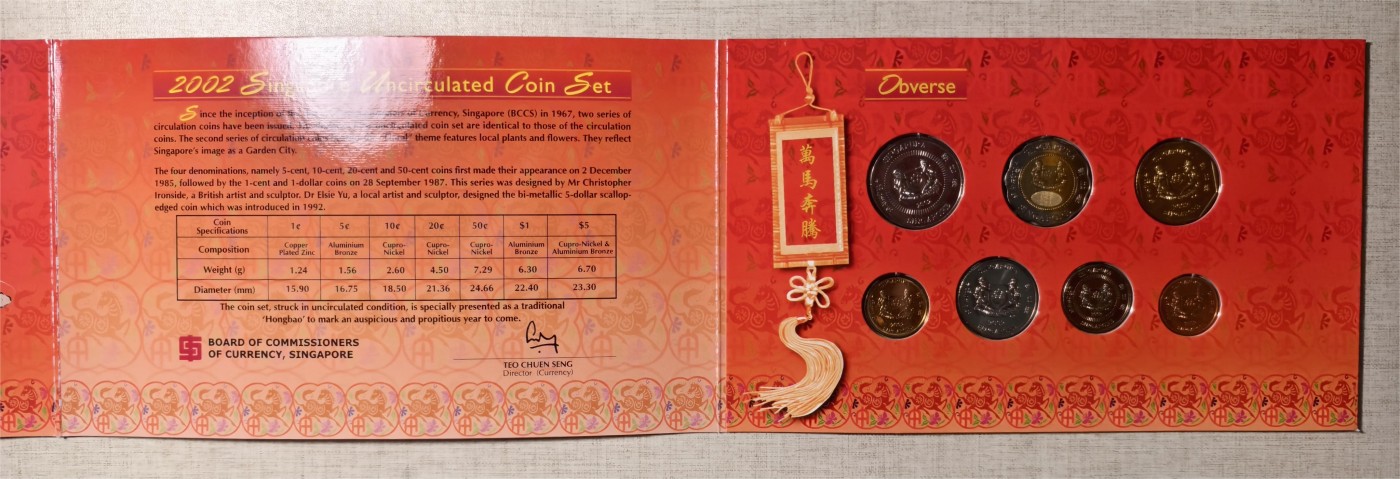 2002 Singapore Uncirculated Coin Set
Since the inception of the Board of Commissioners of Currency, Singapore (BCCS) in 1967, two series of
circulation coins have been issued. coin set are identical to those of the circulation
coins. The second series of circulation coins theme features local plants and flowers. They reflect
Singapore's image as a Garden City.
The four denominations, namely 5-cent, 10-cent, 20-cent and 50-cent coins first made their appearance on 2 December
1985, followed by the 1-cent and 1-dollar coins on 28 September 1987. This series was designed by Mr Christopher
Ironside, a British artist and sculptor. Dr Elsie Yu, a local artist and sculptor, designed the bi-metallic 5-dollar scallop-
edged coin which was introduced in 1992.
Coin Specifications 1¢ 5¢ 10¢ 20¢ 50¢ $1 $5
Composition Copper Plated Zinc Aluminium Bronze Cupro-Nickel Cupro-Nickel Cupro-Nickel Aluminium Bronze Cupro-Nickel & Aluminium Bronze
Weight (g) 1.24 1.56 2.60 4.50 7.29 6.30 6.70
Diameter (mm) 15.90 16.75 18.50 21.36 24.66 22.40 23.30
The coin set, struck in uncirculated condition, is specially presented as a traditional
'Hongbao' to mark an auspicious and propitious year to come.
BOARD OF COMMISSIONERS
OF CURRENCY, SINGAPORE
TEO CHUEN SENG
Director (Currency)
萬馬奔騰
Obverse